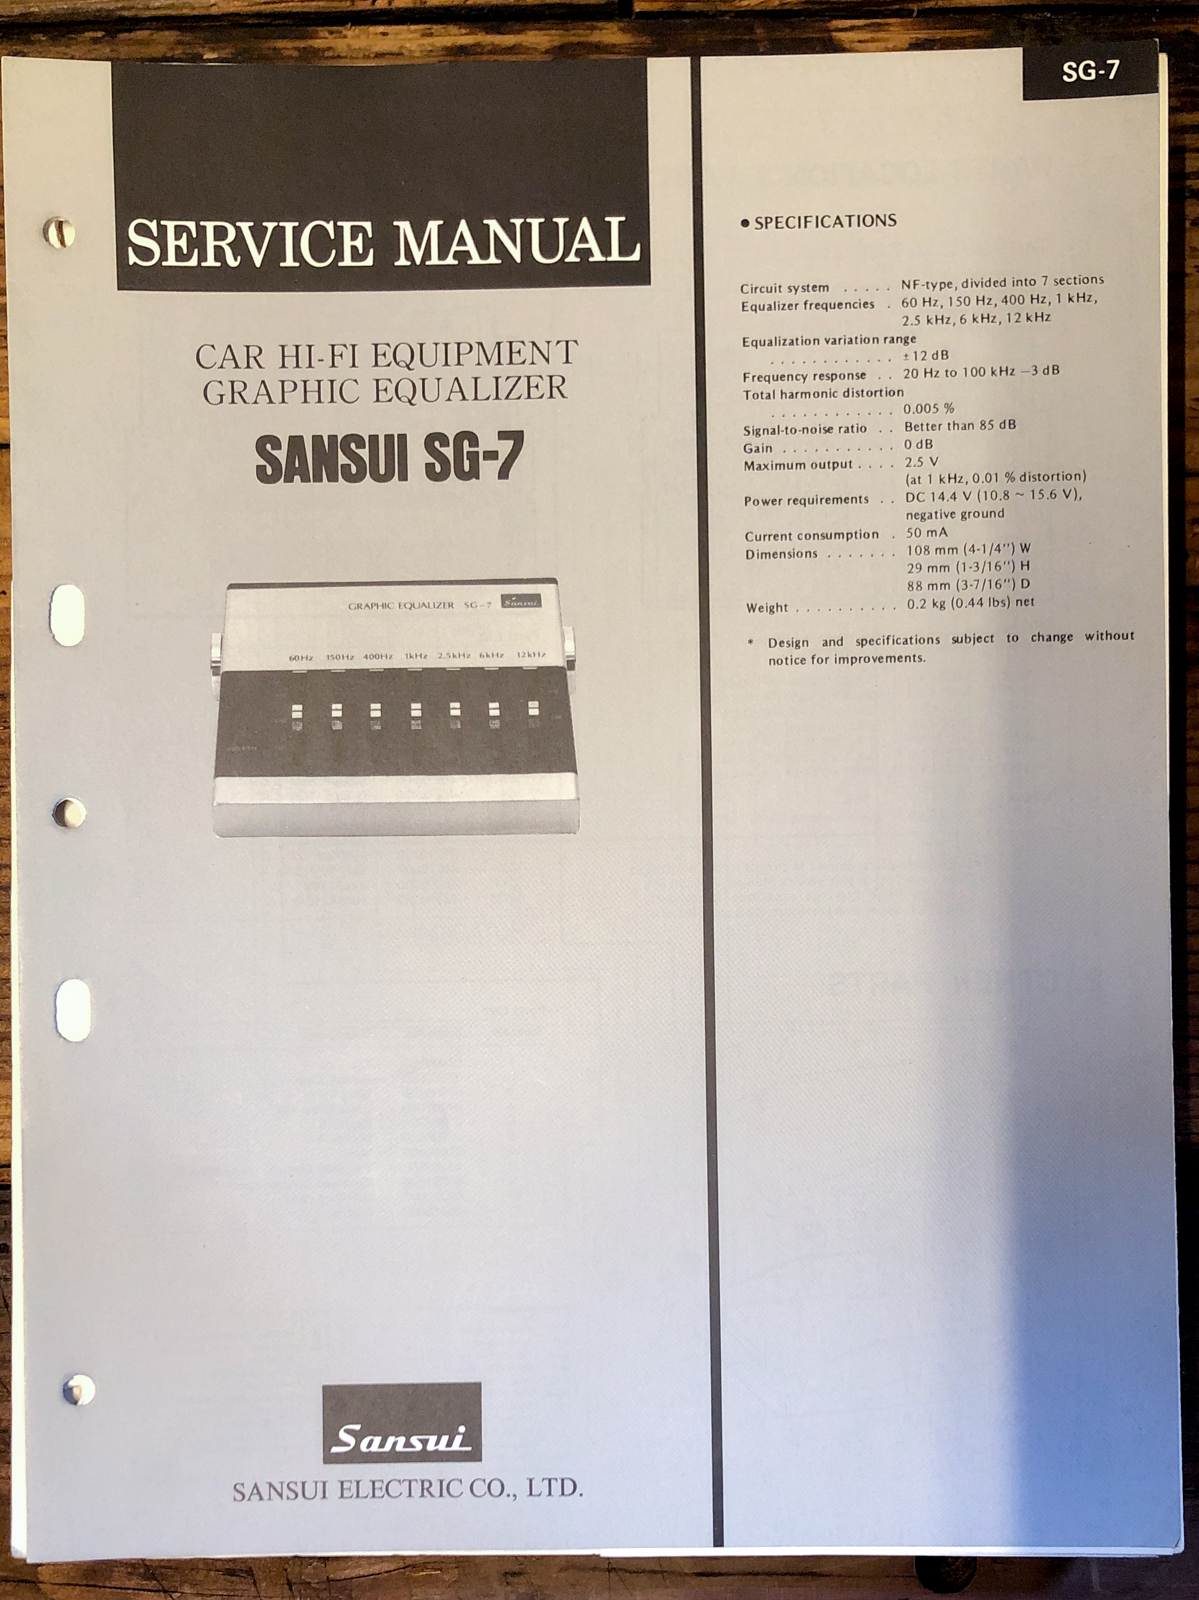 SG-7
SERVICE MANUAL
CAR HI-FI EQUIPMENT
GRAPHIC EQUALIZER
SANSUI SG-7
GRAPHIC EQUALIZER SG-7 Sansui
60Hz 150Hz 400Hz 1kHz 2.5kHz 6kHz 12kHz
Sansui
SANSUI ELECTRIC CO., LTD.
● SPECIFICATIONS
Circuit system . . . . . NF-type, divided into 7 sections
Equalizer frequencies . 60 Hz, 150 Hz, 400 Hz, 1 kHz,
2.5 kHz, 6 kHz, 12 kHz
Equalization variation range
. . . . . . . . . . . . ±12 dB
Frequency response . . 20 Hz to 100 kHz −3 dB
Total harmonic distortion
. . . . . . . . . . . . 0.005 %
Signal-to-noise ratio . . Better than 85 dB
Gain . . . . . . . . . . . 0 dB
Maximum output . . . . 2.5 V
(at 1 kHz, 0.01 % distortion)
Power requirements . . DC 14.4 V (10.8 ~ 15.6 V),
negative ground
Current consumption . 50 mA
Dimensions . . . . . . . 108 mm (4-1/4") W
29 mm (1-3/16") H
88 mm (3-7/16") D
Weight . . . . . . . . . . 0.2 kg (0.44 lbs) net
* Design and specifications subject to change without
notice for improvements.